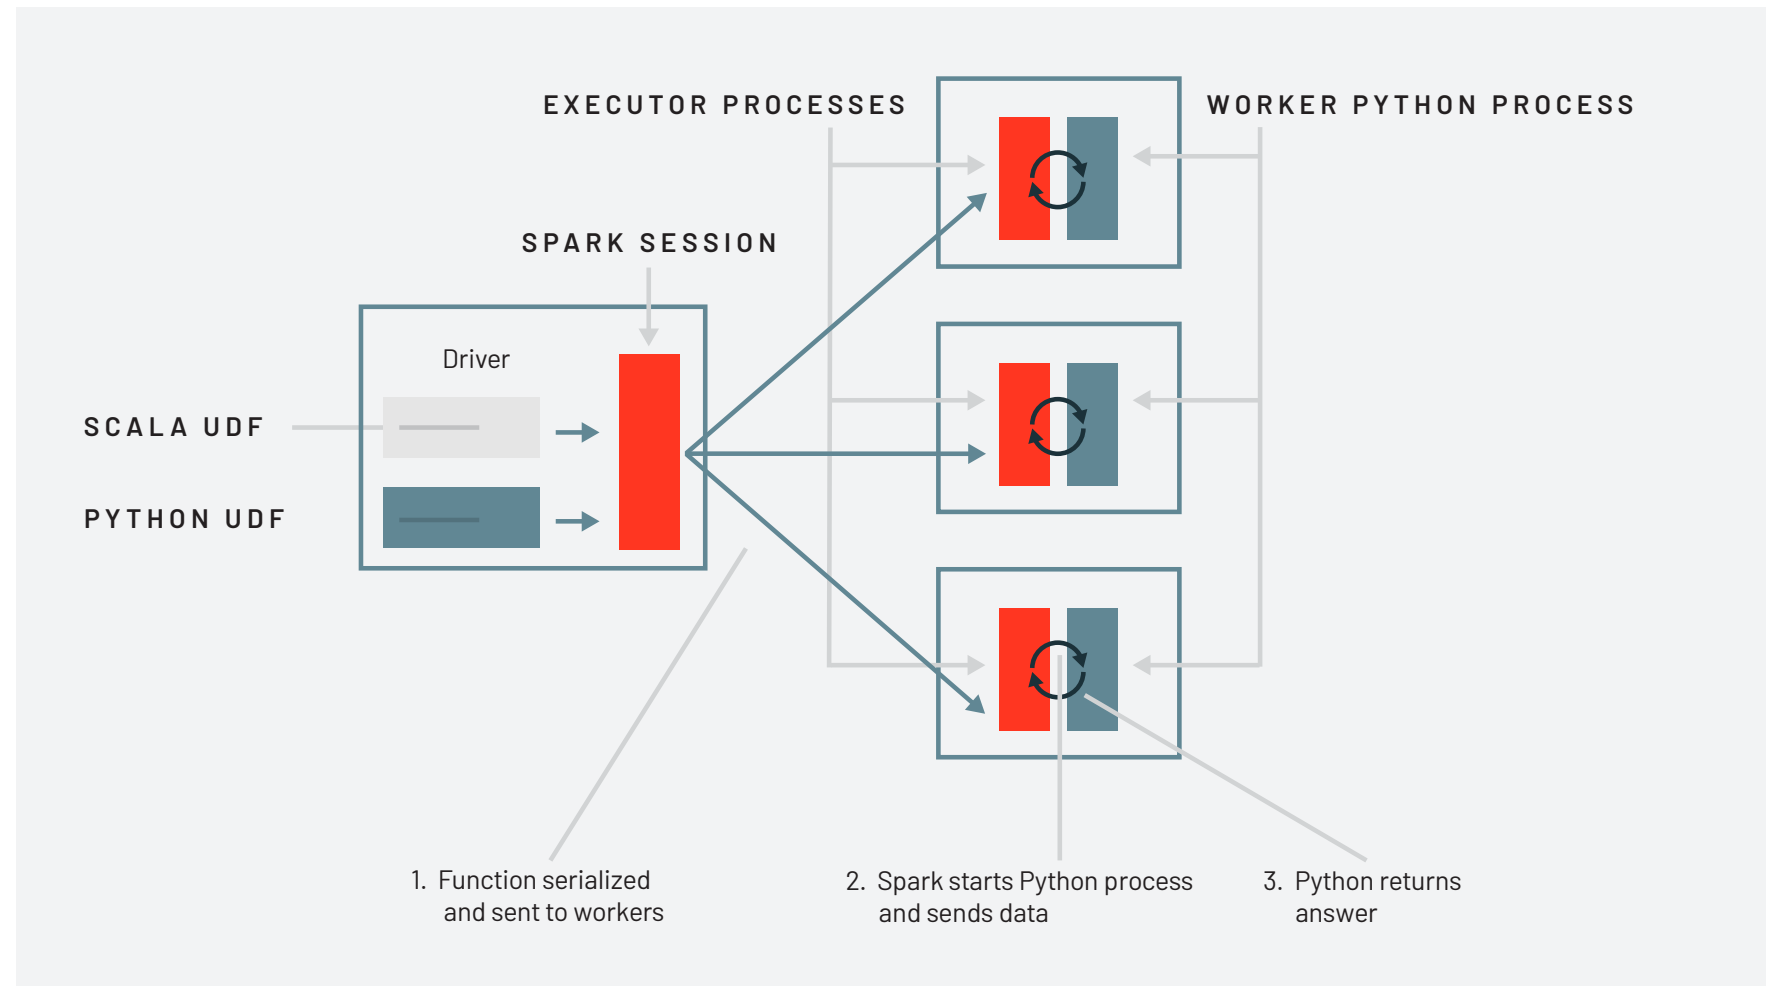 EXECUTOR PROCESSES
WORKER PYTHON PROCESS
SPARK SESSION
Driver
SCALA UDF
PYTHON UDF
1. Function serialized
and sent to workers
2. Spark starts Python process
and sends data
3. Python returns
answer